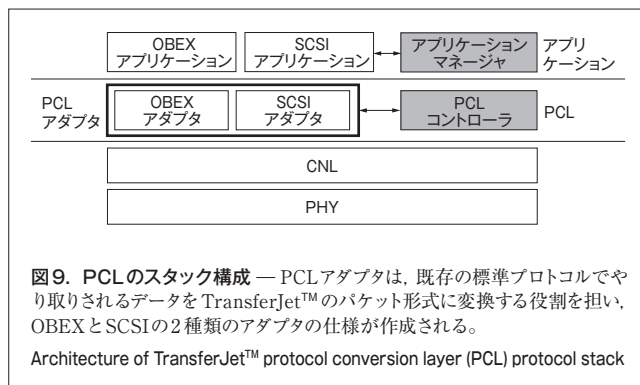 OBEX
アプリケーション
SCSI
アプリケーション
アプリケーション
マネージャ
アプリ
ケーション
PCL
アダプタ
OBEX
アダプタ
SCSI
アダプタ
PCL
コントローラ
PCL
CNL
PHY
図9. PCLのスタック構成 — PCLアダプタは，既存の標準プロトコルでや
り取りされるデータをTransferJet™のパケット形式に変換する役割を担い，
OBEXとSCSIの2種類のアダプタの仕様が作成される。
Architecture of TransferJet™ protocol conversion layer (PCL) protocol stack